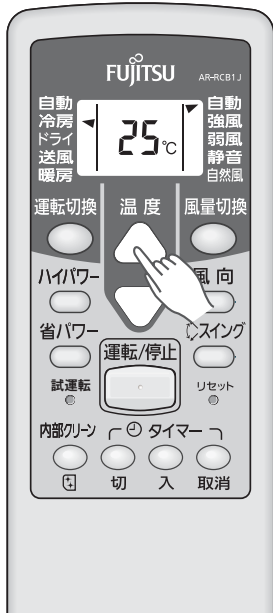 FUJITSU AR-RCB1J
自動 自動
冷房 強風
ドライ 25℃ 弱風
送風 静音
暖房 自然風
運転切換 温度 風量切換
ハイパワー 風向
省パワー スイング
運転/停止
試運転 リセット
内部クリーン タイマー
切 入 取消